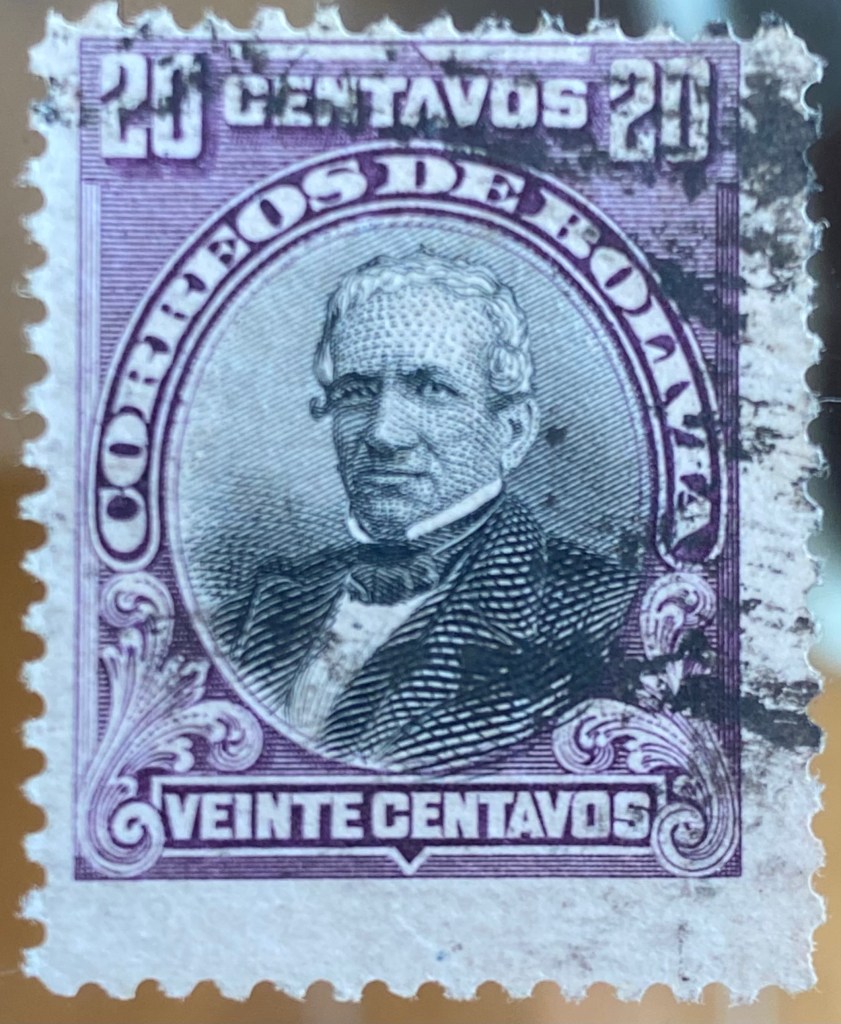 20 CENTAVOS 20
CORREOS DE BOLIVIA
VEINTE CENTAVOS